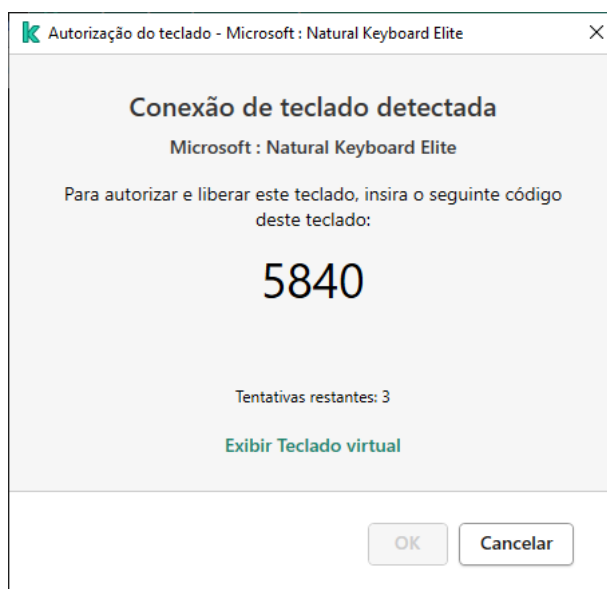 Autorização do teclado - Microsoft : Natural Keyboard Elite
Conexão de teclado detectada
Microsoft : Natural Keyboard Elite
Para autorizar e liberar este teclado, insira o seguinte código
deste teclado:
5840
Tentativas restantes: 3
Exibir Teclado virtual
OK
Cancelar